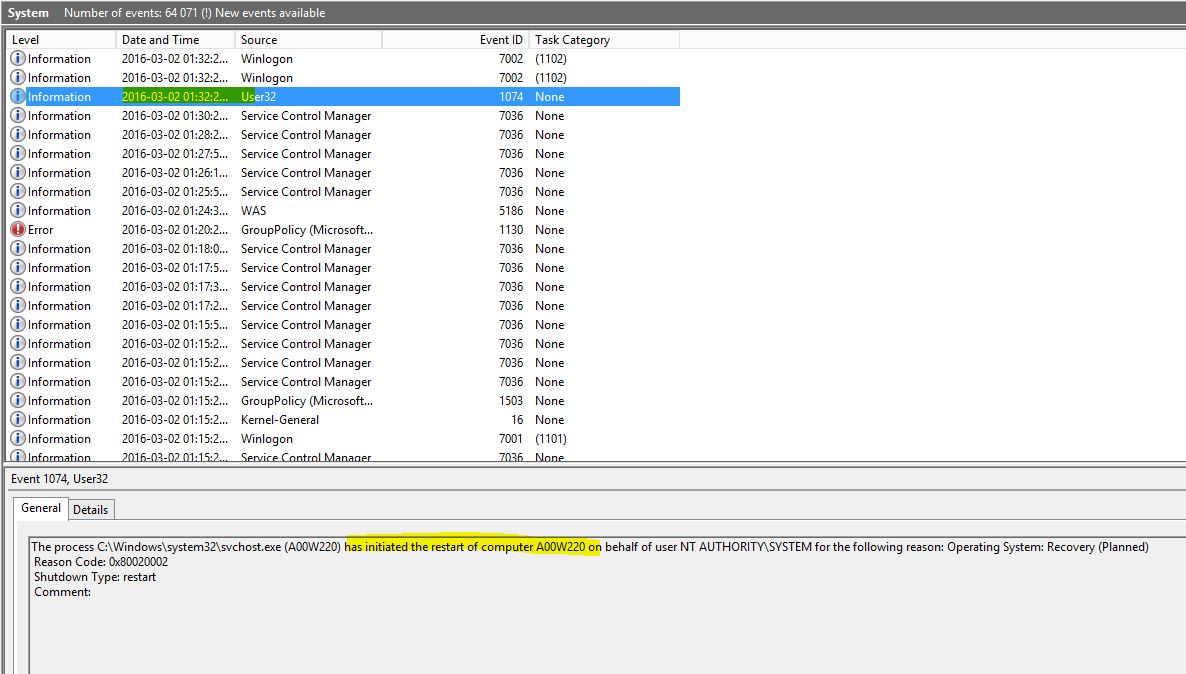 System Number of events: 64 071 (!) New events available
Level Date and Time Source Event ID Task Category
Information 2016-03-02 01:32:2... Winlogon 7002 (1102)
Information 2016-03-02 01:32:2... Winlogon 7002 (1102)
Information 2016-03-02 01:32:2... User32 1074 None
Information 2016-03-02 01:30:2... Service Control Manager 7036 None
Information 2016-03-02 01:28:2... Service Control Manager 7036 None
Information 2016-03-02 01:27:5... Service Control Manager 7036 None
Information 2016-03-02 01:26:1... Service Control Manager 7036 None
Information 2016-03-02 01:25:5... Service Control Manager 7036 None
Information 2016-03-02 01:24:3... WAS 5186 None
Error 2016-03-02 01:20:2... GroupPolicy (Microsoft... 1130 None
Information 2016-03-02 01:18:0... Service Control Manager 7036 None
Information 2016-03-02 01:17:5... Service Control Manager 7036 None
Information 2016-03-02 01:17:3... Service Control Manager 7036 None
Information 2016-03-02 01:17:2... Service Control Manager 7036 None
Information 2016-03-02 01:15:5... Service Control Manager 7036 None
Information 2016-03-02 01:15:2... Service Control Manager 7036 None
Information 2016-03-02 01:15:2... Service Control Manager 7036 None
Information 2016-03-02 01:15:2... Service Control Manager 7036 None
Information 2016-03-02 01:15:2... GroupPolicy (Microsoft... 1503 None
Information 2016-03-02 01:15:2... Kernel-General 16 None
Information 2016-03-02 01:15:2... Winlogon 7001 (1101)
Information 2016-03-02 01:15:2... Service Control Manager 7036 None
Event 1074, User32
General Details
The process C:\Windows\system32\svchost.exe (A00W220) has initiated the restart of computer A00W220 on behalf of user NT AUTHORITY\SYSTEM for the following reason: Operating System: Recovery (Planned)
Reason Code: 0x80020002
Shutdown Type: restart
Comment: